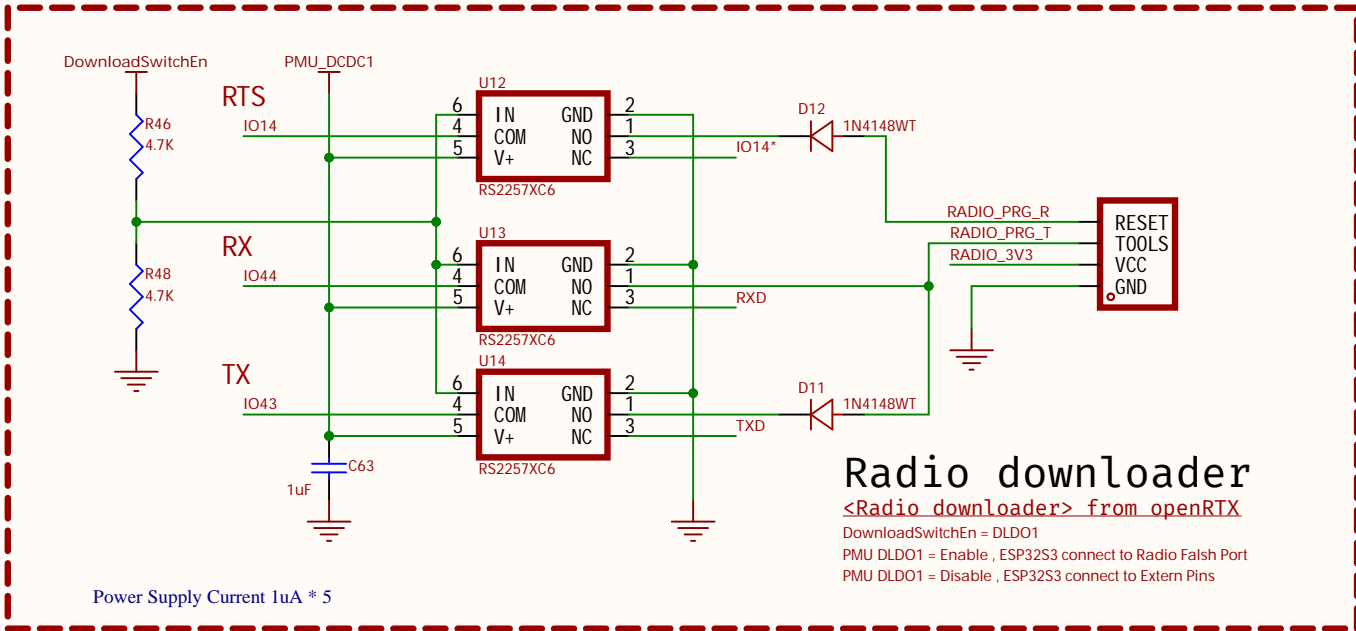 DownloadSwitchEn
PMU_DCDC1
R46
4.7K
R48
4.7K
RTS
IO14
RX
IO44
TX
IO43
C63
1uF
U12
6 IN GND 2
4 COM NO 1
5 V+ NC 3
RS2257XC6
IO14*
D12
1N4148WT
U13
6 IN GND 2
4 COM NO 1
5 V+ NC 3
RS2257XC6
RXD
U14
6 IN GND 2
4 COM NO 1
5 V+ NC 3
RS2257XC6
TXD
D11
1N4148WT
RADIO_PRG_R
RADIO_PRG_T
RADIO_3V3
RESET
TOOLS
VCC
GND
Radio downloader
<Radio downloader> from openRTX
DownloadSwitchEn = DLDO1
PMU DLDO1 = Enable , ESP32S3 connect to Radio Falsh Port
PMU DLDO1 = Disable , ESP32S3 connect to Extern Pins
Power Supply Current 1uA * 5